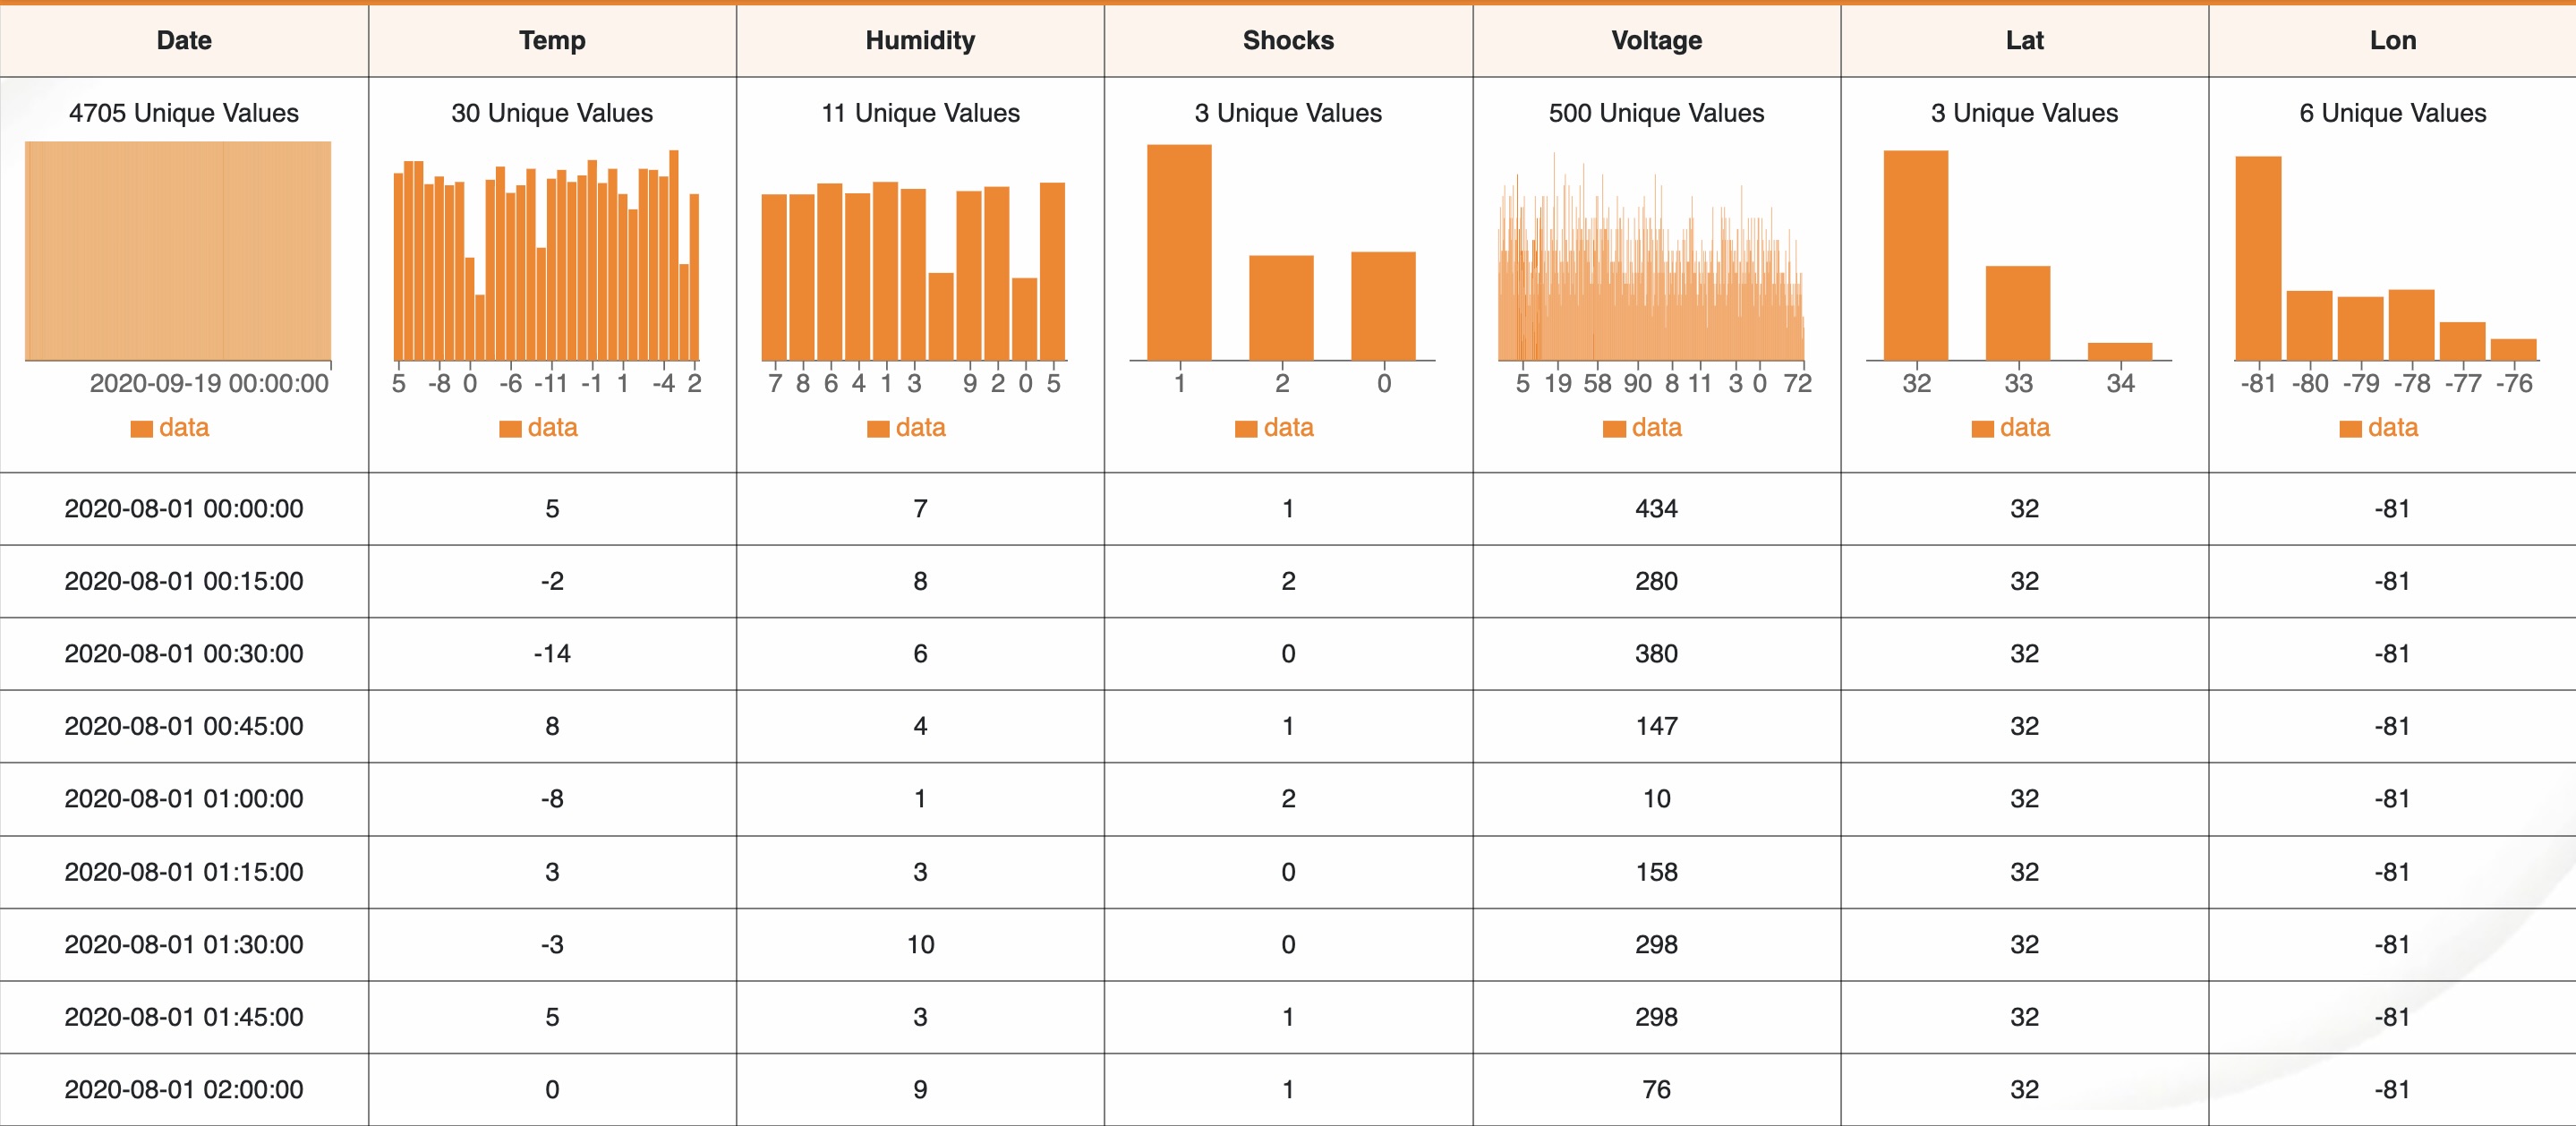 Date Temp Humidity Shocks Voltage Lat Lon
4705 Unique Values 30 Unique Values 11 Unique Values 3 Unique Values 500 Unique Values 3 Unique Values 6 Unique Values
2020-09-19 00:00:00 5 -8 0 -6 -11 -1 1 -4 2 7 8 6 4 1 3 9 2 0 5 1 2 0 5 19 58 90 8 11 3 0 72 32 33 34 -81 -80 -79 -78 -77 -76
data data data data data data data
2020-08-01 00:00:00 5 7 1 434 32 -81
2020-08-01 00:15:00 -2 8 2 280 32 -81
2020-08-01 00:30:00 -14 6 0 380 32 -81
2020-08-01 00:45:00 8 4 1 147 32 -81
2020-08-01 01:00:00 -8 1 2 10 32 -81
2020-08-01 01:15:00 3 3 0 158 32 -81
2020-08-01 01:30:00 -3 10 0 298 32 -81
2020-08-01 01:45:00 5 3 1 298 32 -81
2020-08-01 02:00:00 0 9 1 76 32 -81